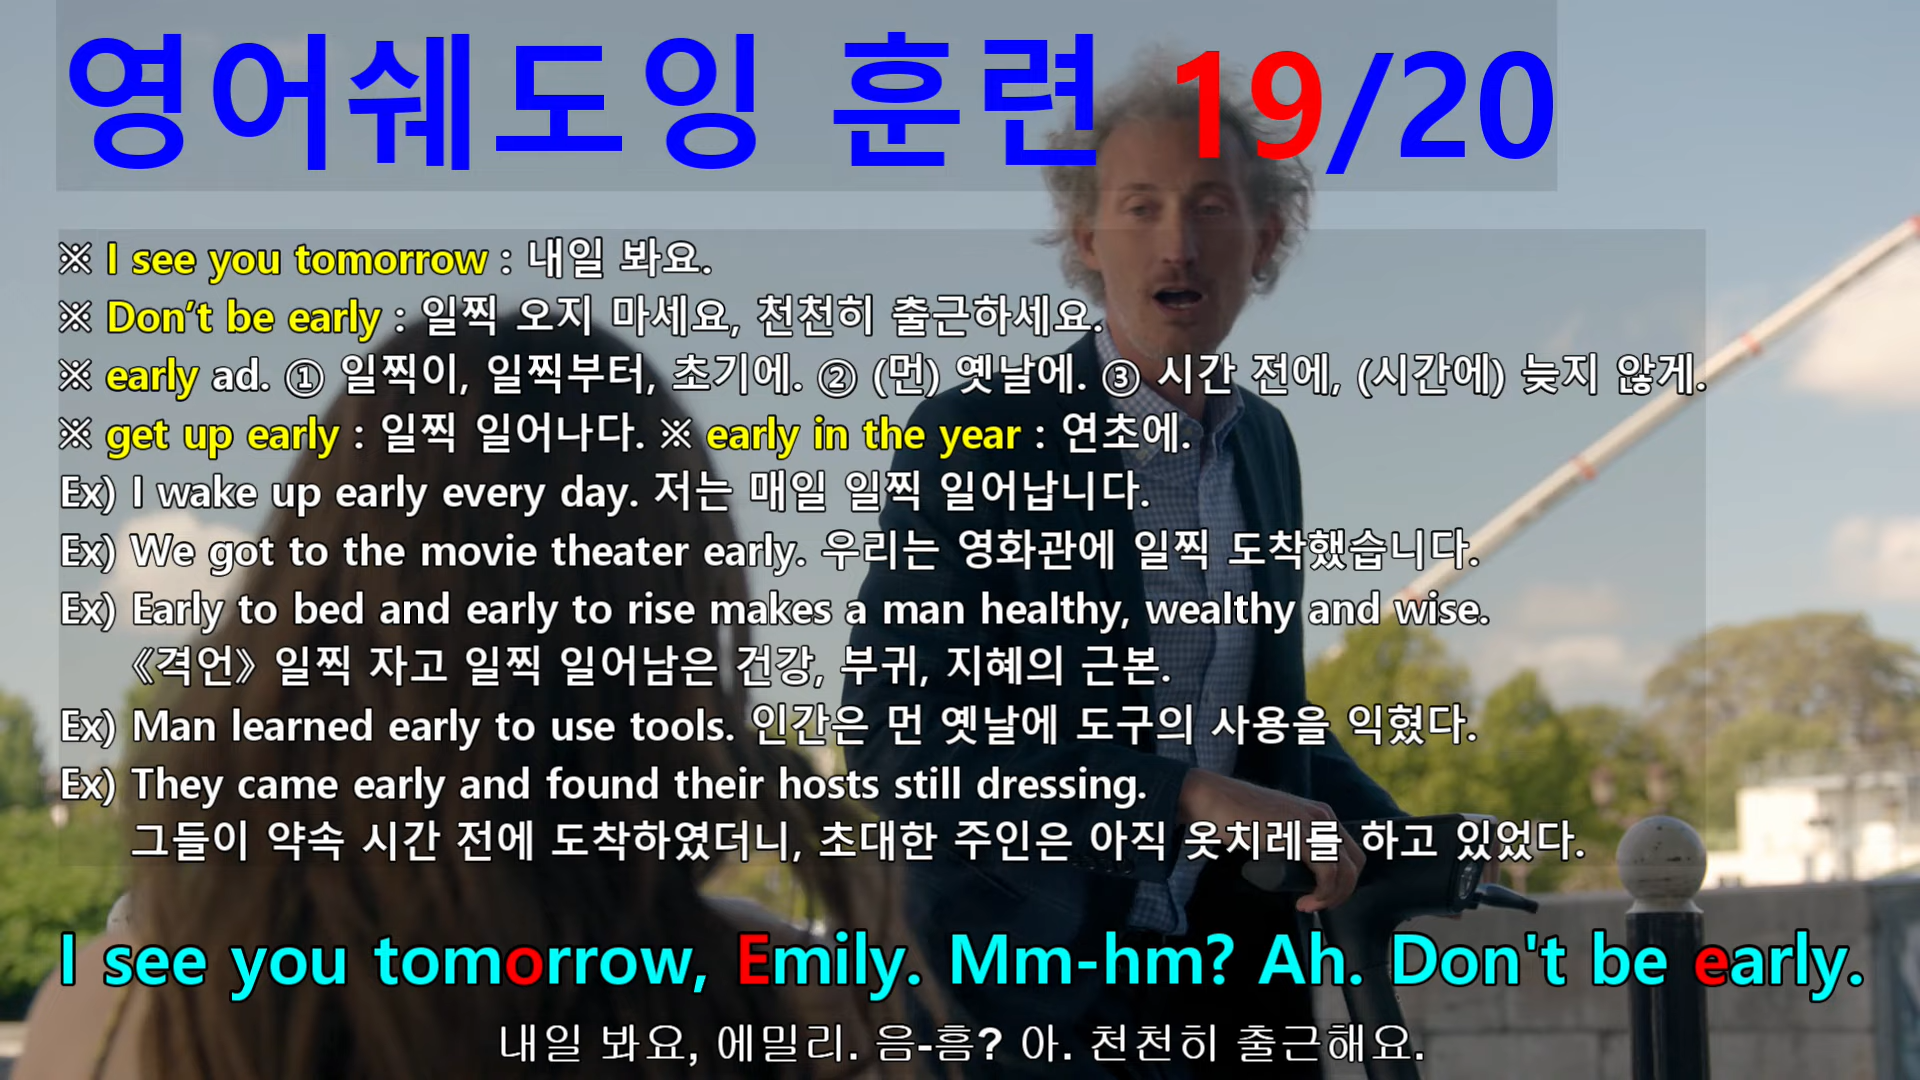 영어쉐도잉 훈련 19/20
※ I see you tomorrow : 내일 봐요.
※ Don’t be early : 일찍 오지 마세요, 천천히 출근하세요.
※ early ad. ① 일찍이, 일찍부터, 초기에. ② (먼) 옛날에. ③ 시간 전에, (시간에) 늦지 않게.
※ get up early : 일찍 일어나다. ※ early in the year : 연초에.
Ex) I wake up early every day. 저는 매일 일찍 일어납니다.
Ex) We got to the movie theater early. 우리는 영화관에 일찍 도착했습니다.
Ex) Early to bed and early to rise makes a man healthy, wealthy and wise.
《격언》일찍 자고 일찍 일어남은 건강, 부귀, 지혜의 근본.
Ex) Man learned early to use tools. 인간은 먼 옛날에 도구의 사용을 익혔다.
Ex) They came early and found their hosts still dressing.
그들이 약속 시간 전에 도착하였더니, 초대한 주인은 아직 옷치레를 하고 있었다.
I see you tomorrow, Emily. Mm-hm? Ah. Don't be early.
내일 봐요, 에밀리. 음-흠? 아. 천천히 출근해요.